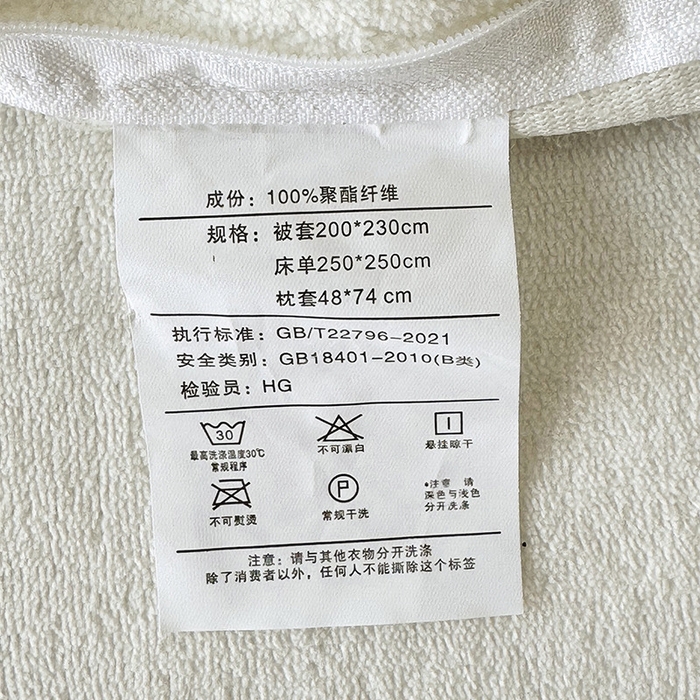 成份：100%聚酯纤维
规格：被套200*230cm
床单250*250cm
枕套48*74 cm
执行标准：GB/T22796-2021
安全类别：GB18401-2010(B类)
检验员：HG
30
最高洗涤温度30℃
常规程序
不可漂白
悬挂晾干
不可熨烫
P
常规干洗
•注意 请
深色与浅色
分开洗涤
注意：请与其他衣物分开洗涤
除了消费者以外，任何人不能撕除这个标签